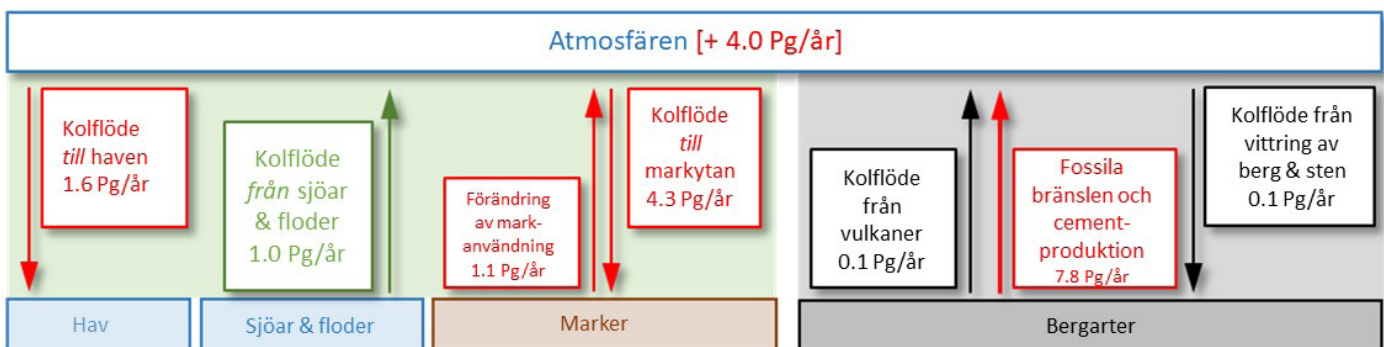 Atmosfären [+ 4.0 Pg/år]
Kolflöde
till haven
1.6 Pg/år
Kolflöde
från sjöar
& floder
1.0 Pg/år
Förändring
av mark-
användning
1.1 Pg/år
Kolflöde
till
markytan
4.3 Pg/år
Kolflöde
från
vulkaner
0.1 Pg/år
Fossila
bränslen och
cement-
produktion
7.8 Pg/år
Kolflöde från
vittring av
berg & sten
0.1 Pg/år
Hav
Sjöar & floder
Marker
Bergarter